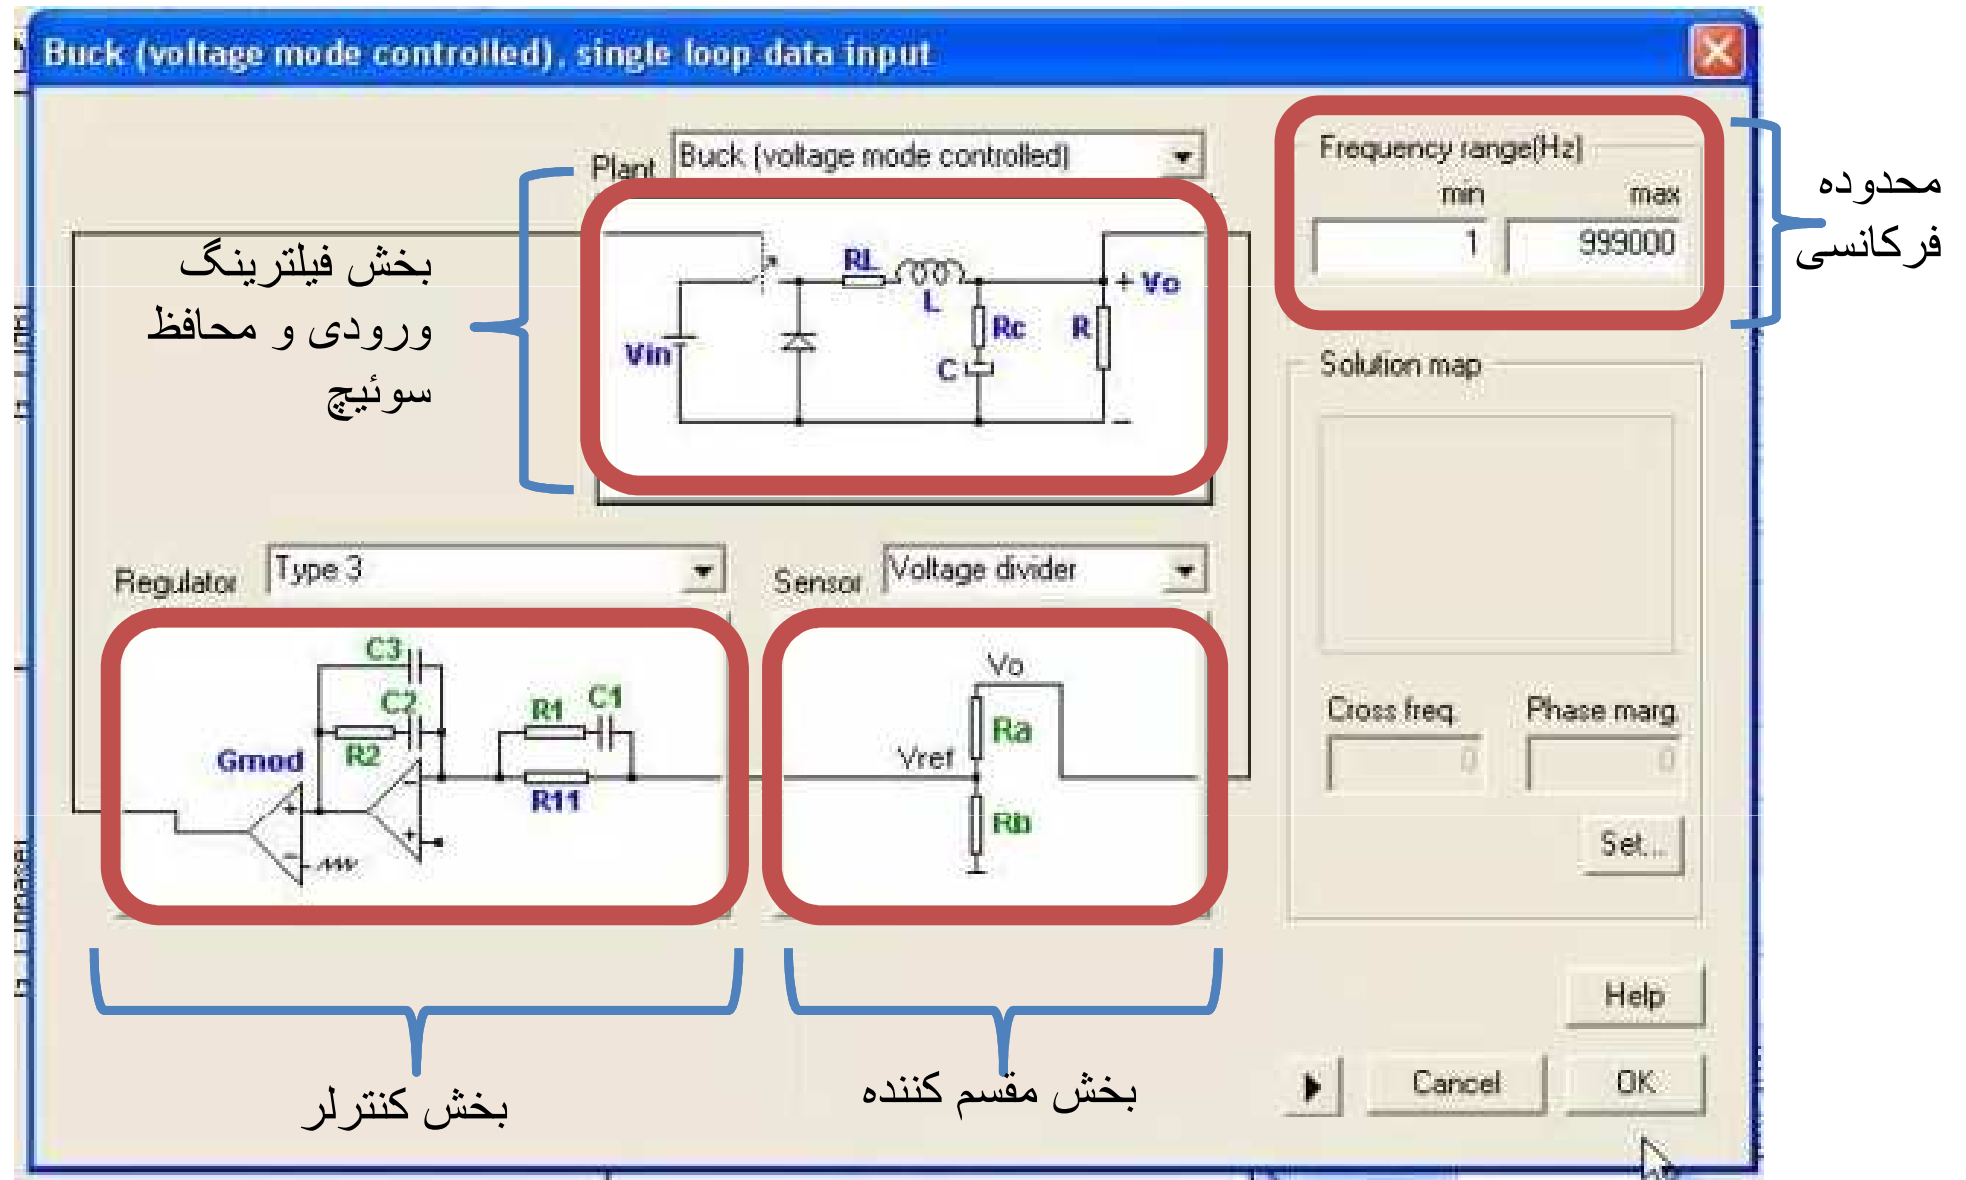 Buck (voltage mode controlled), single loop data input
Plant
Buck (voltage mode controlled)
Frequency range(Hz)
min
max
1
999000
محدوده
فرکانسی
بخش فیلترینگ
ورودی و محافظ
سوئیچ
RL
L
+ Vo
Rc
R
Vin
C
-
Solution map
Regulator
Type 3
Sensor
Voltage divider
C3
C2
R1
C1
R2
Gmod
R11
Vo
Ra
Vref
Rb
Cross freq.
Phase marg.
0
0
Set...
Help
Cancel
OK
بخش کنترلر
بخش مقسم کننده